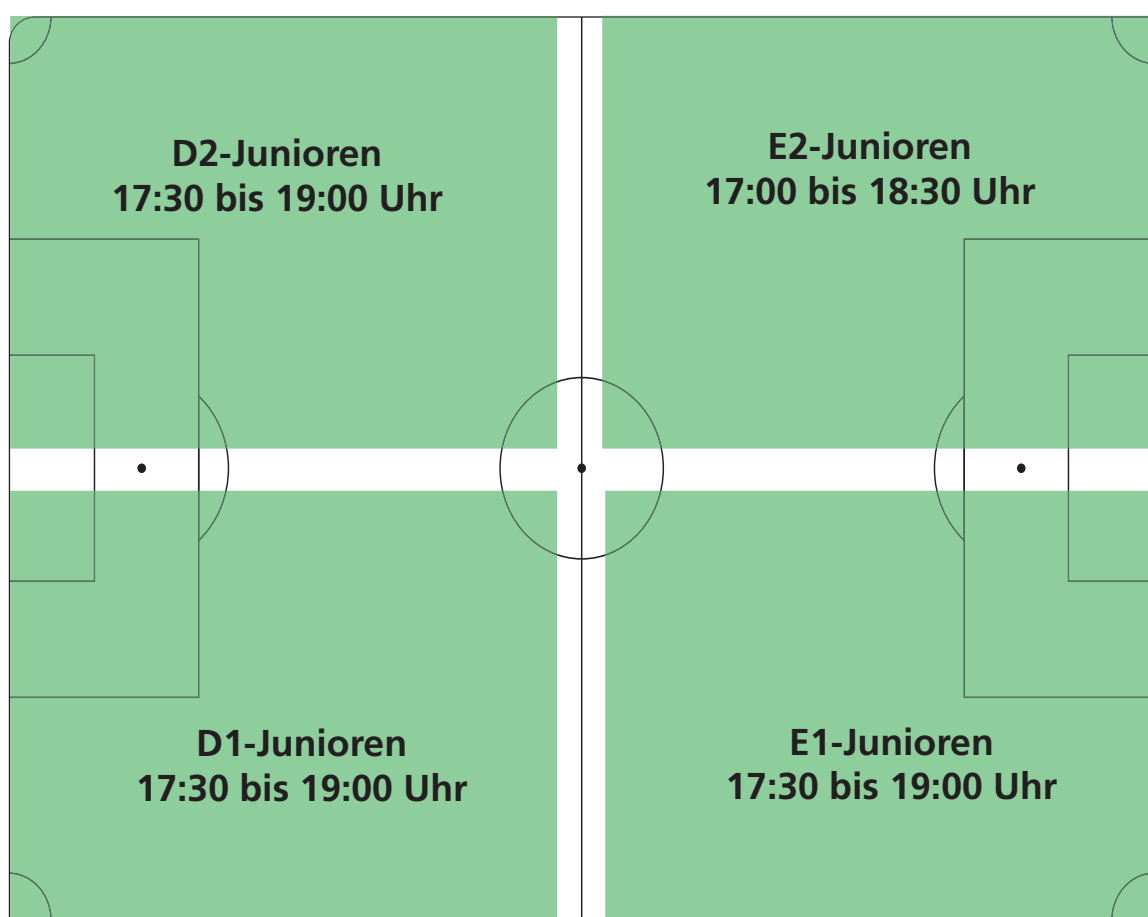 D2-Junioren
17:30 bis 19:00 Uhr
E2-Junioren
17:00 bis 18:30 Uhr
D1-Junioren
17:30 bis 19:00 Uhr
E1-Junioren
17:30 bis 19:00 Uhr